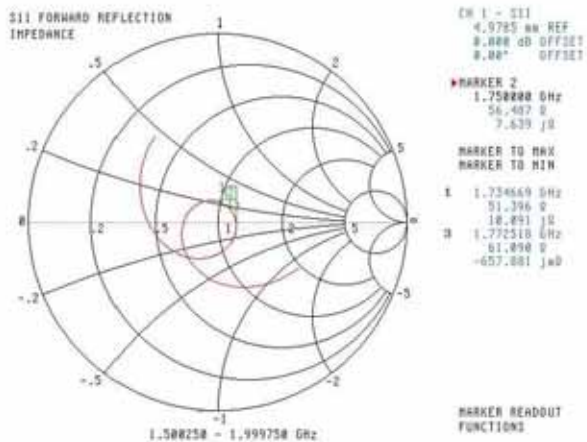 S11 FORWARD REFLECTION
IMPEDANCE
CH 1 - S11
4.9785 mm REF
0.000 dB OFFSET
0.00° OFFSET
MARKER 2
1.750000 GHz
56.487 Ω
7.639 jΩ
MARKER TO MAX
MARKER TO MIN
1 1.734669 GHz
51.396 Ω
10.091 jΩ
3 1.772518 GHz
61.090 Ω
-657.881 jmΩ
1
.5
2
.2
5
0
.2
.5
1
2
5
∞
-.2
-5
-.5
-2
-1
1.500250 - 1.999750 GHz
MARKER READOUT
FUNCTIONS